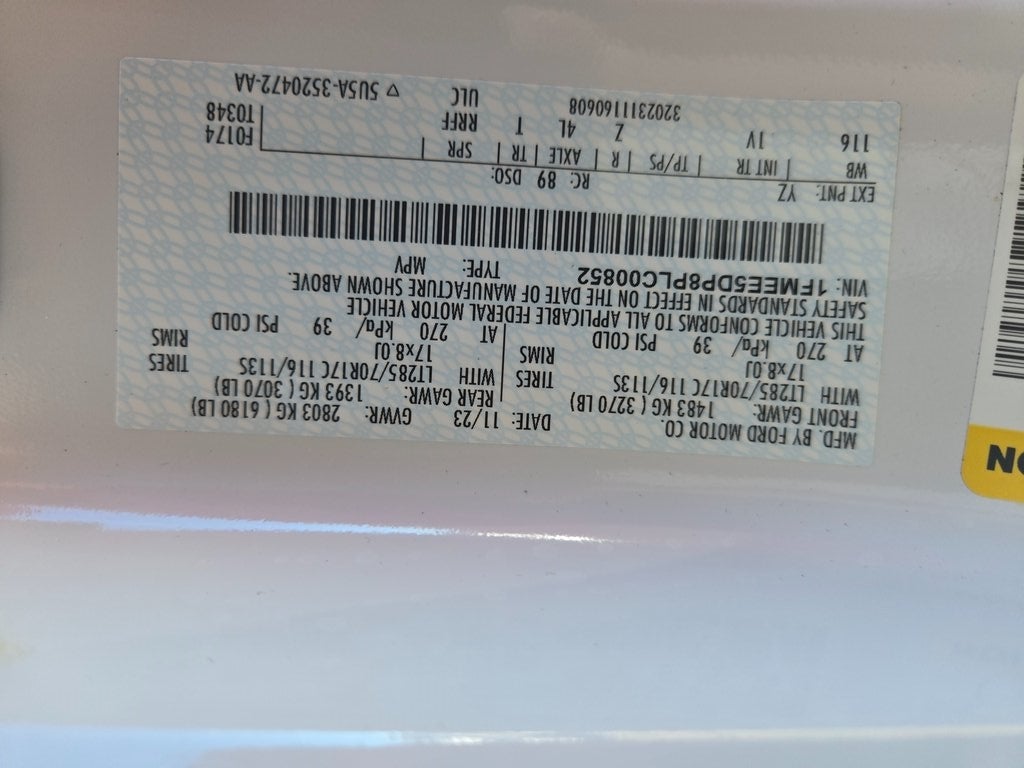 MFD. BY FORD MOTOR CO.
DATE: 11/23 GVWR: 2803 KG ( 6180 LB)
FRONT GAWR: 1483 KG ( 3270 LB) REAR GAWR: 1393 KG ( 3070 LB)
WITH LT285/70R17C 116/113S TIRES WITH LT285/70R17C 116/113S TIRES
17x8.0J RIMS 17x8.0J RIMS
AT 270 kPa/ 39 PSI COLD AT 270 kPa/ 39 PSI COLD
THIS VEHICLE CONFORMS TO ALL APPLICABLE FEDERAL MOTOR VEHICLE
SAFETY STANDARDS IN EFFECT ON THE DATE OF MANUFACTURE SHOWN ABOVE.
VIN: 1FMEE5DP8PLC00852 TYPE: MPV
EXT PNT: YZ RC: 89 DSO:
WB | INT TR | TP/PS | R | AXLE | TR | SPR | F0174
116 1V Z 4L T RRFF T0348
3202311160608 ULC ▽ 5U5A-3520472-AA